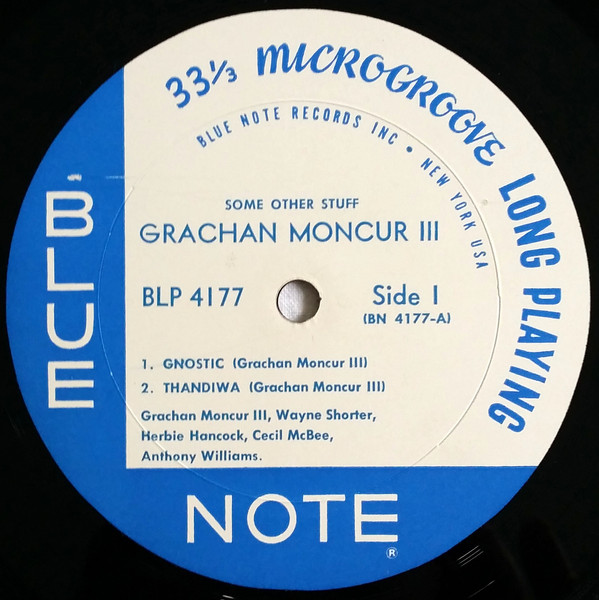 33⅓ MICROGROOVE LONG PLAYING
BLUE NOTE RECORDS INC • NEW YORK USA
SOME OTHER STUFF
GRACHAN MONCUR III
BLP 4177
Side 1
(BN 4177-A)
1. GNOSTIC (Grachan Moncur III)
2. THANDIWA (Grachan Moncur III)
Grachan Moncur III, Wayne Shorter,
Herbie Hancock, Cecil McBee,
Anthony Williams.
BLUE
NOTE ®